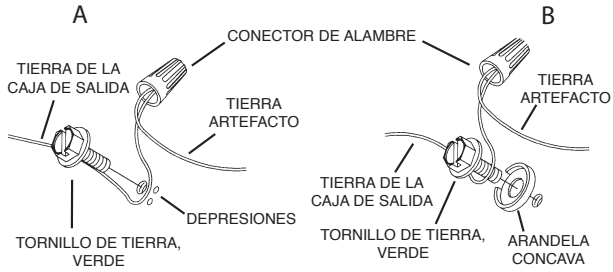 A
B
CONECTOR DE ALAMBRE
TIERRA DE LA
CAJA DE SALIDA
TIERRA
ARTEFACTO
DEPRESIONES
TORNILLO DE TIERRA,
VERDE
TIERRA
ARTEFACTO
TIERRA DE LA
CAJA DE SALIDA
TORNILLO DE TIERRA,
VERDE
ARANDELA
CONCAVA